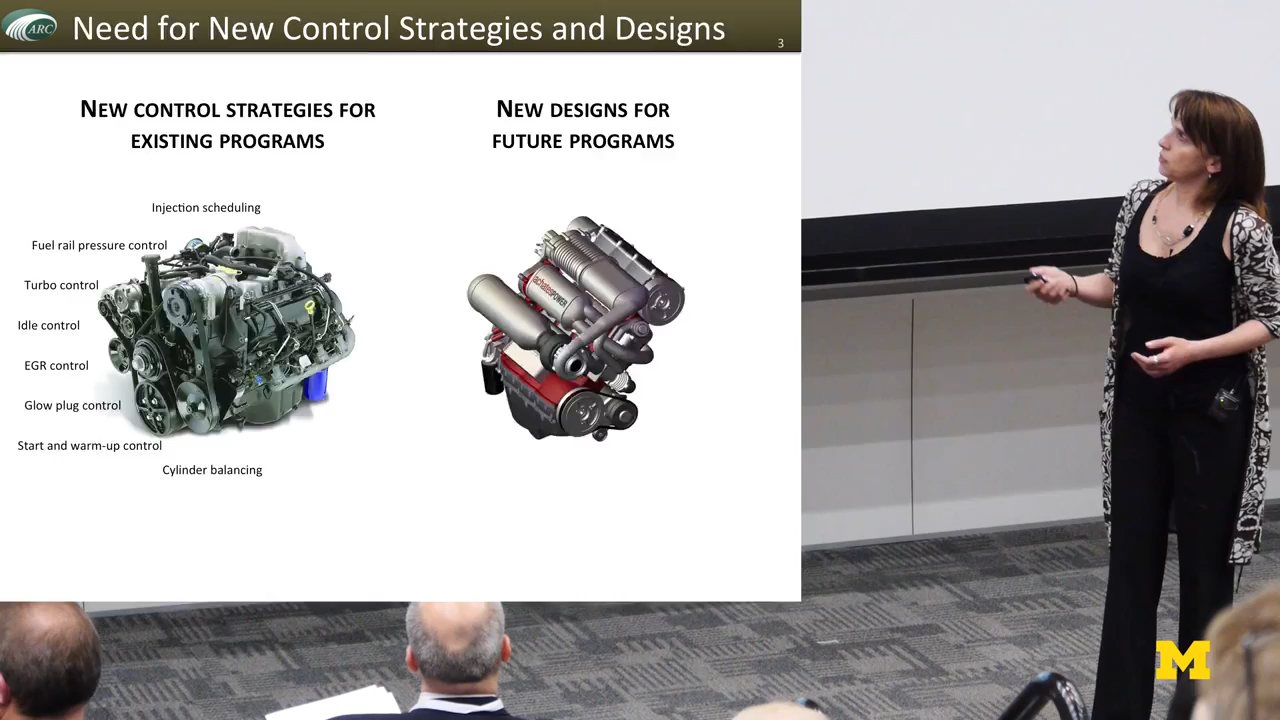 ARC
Need for New Control Strategies and Designs
3
NEW CONTROL STRATEGIES FOR
EXISTING PROGRAMS
NEW DESIGNS FOR
FUTURE PROGRAMS
Injection scheduling
Fuel rail pressure control
Turbo control
Idle control
EGR control
Glow plug control
Start and warm-up control
Cylinder balancing
achatesPOWER
M